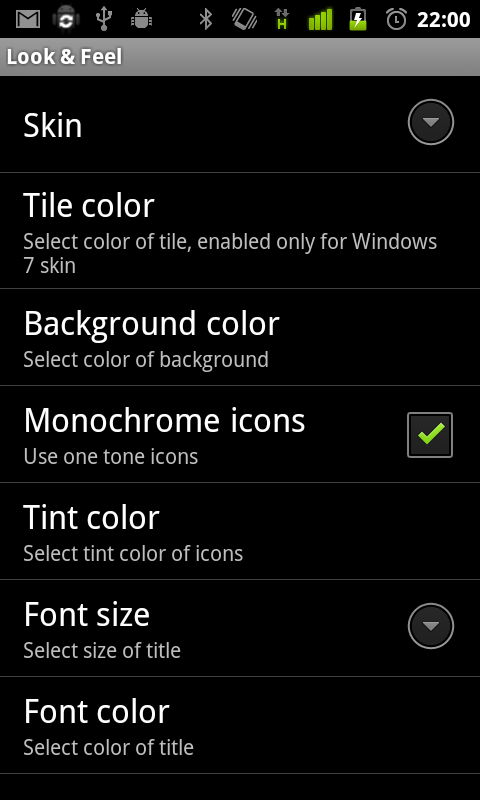 H 22:00
Look & Feel
Skin
Tile color
Select color of tile, enabled only for Windows
7 skin
Background color
Select color of background
Monochrome icons
Use one tone icons
Tint color
Select tint color of icons
Font size
Select size of title
Font color
Select color of title